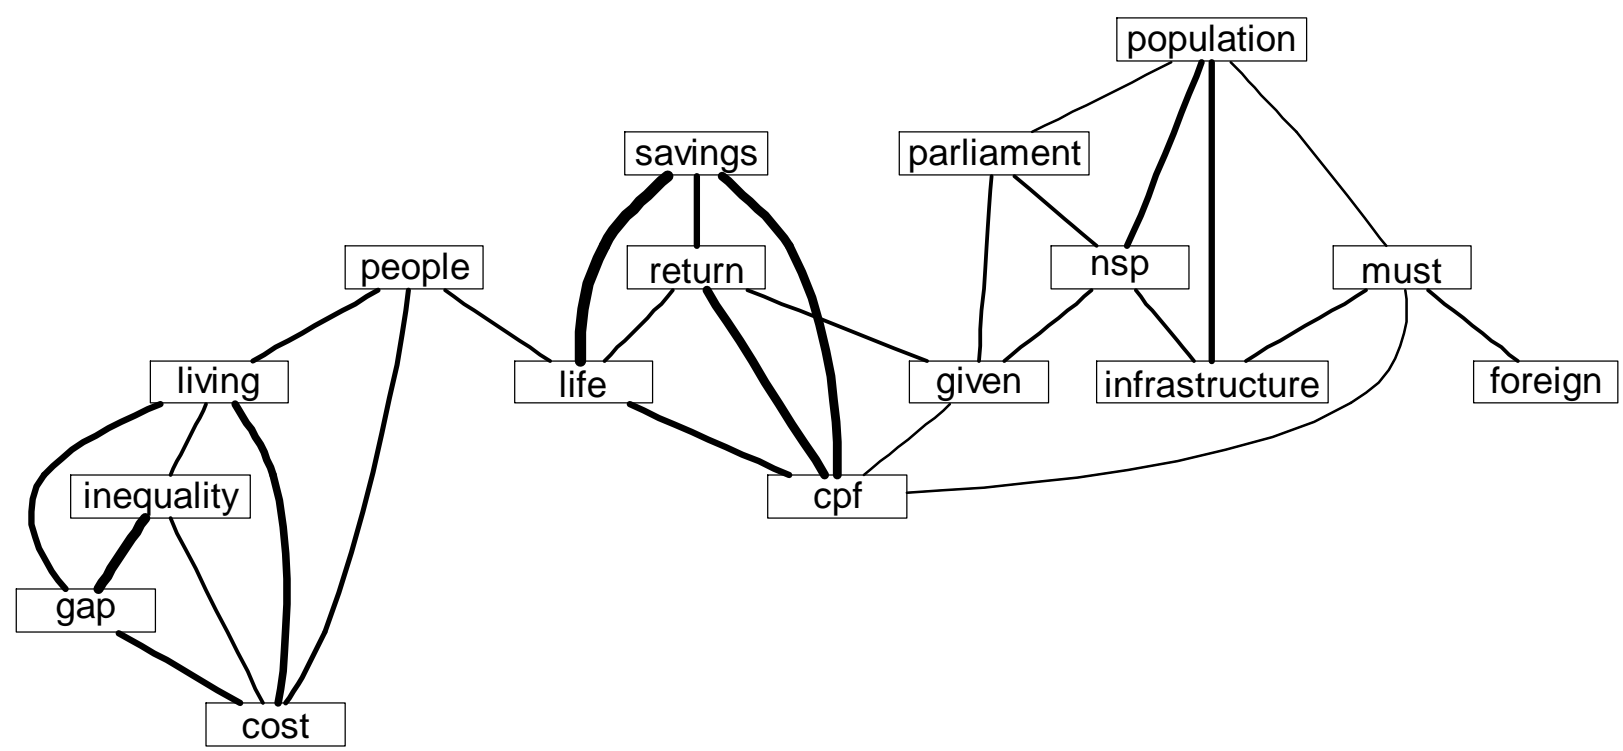 population
savings
parliament
people
return
nsp
must
living
life
given
infrastructure
foreign
inequality
cpf
gap
cost